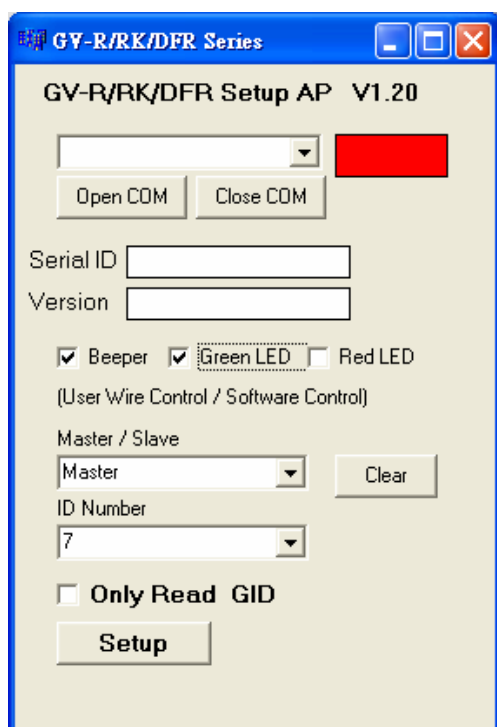 GV-R/RK/DFR Series
GV-R/RK/DFR Setup AP V1.20
Open COM Close COM
Serial ID
Version
Beeper Green LED Red LED
(User Wire Control / Software Control)
Master / Slave
Master
Clear
ID Number
7
Only Read GID
Setup